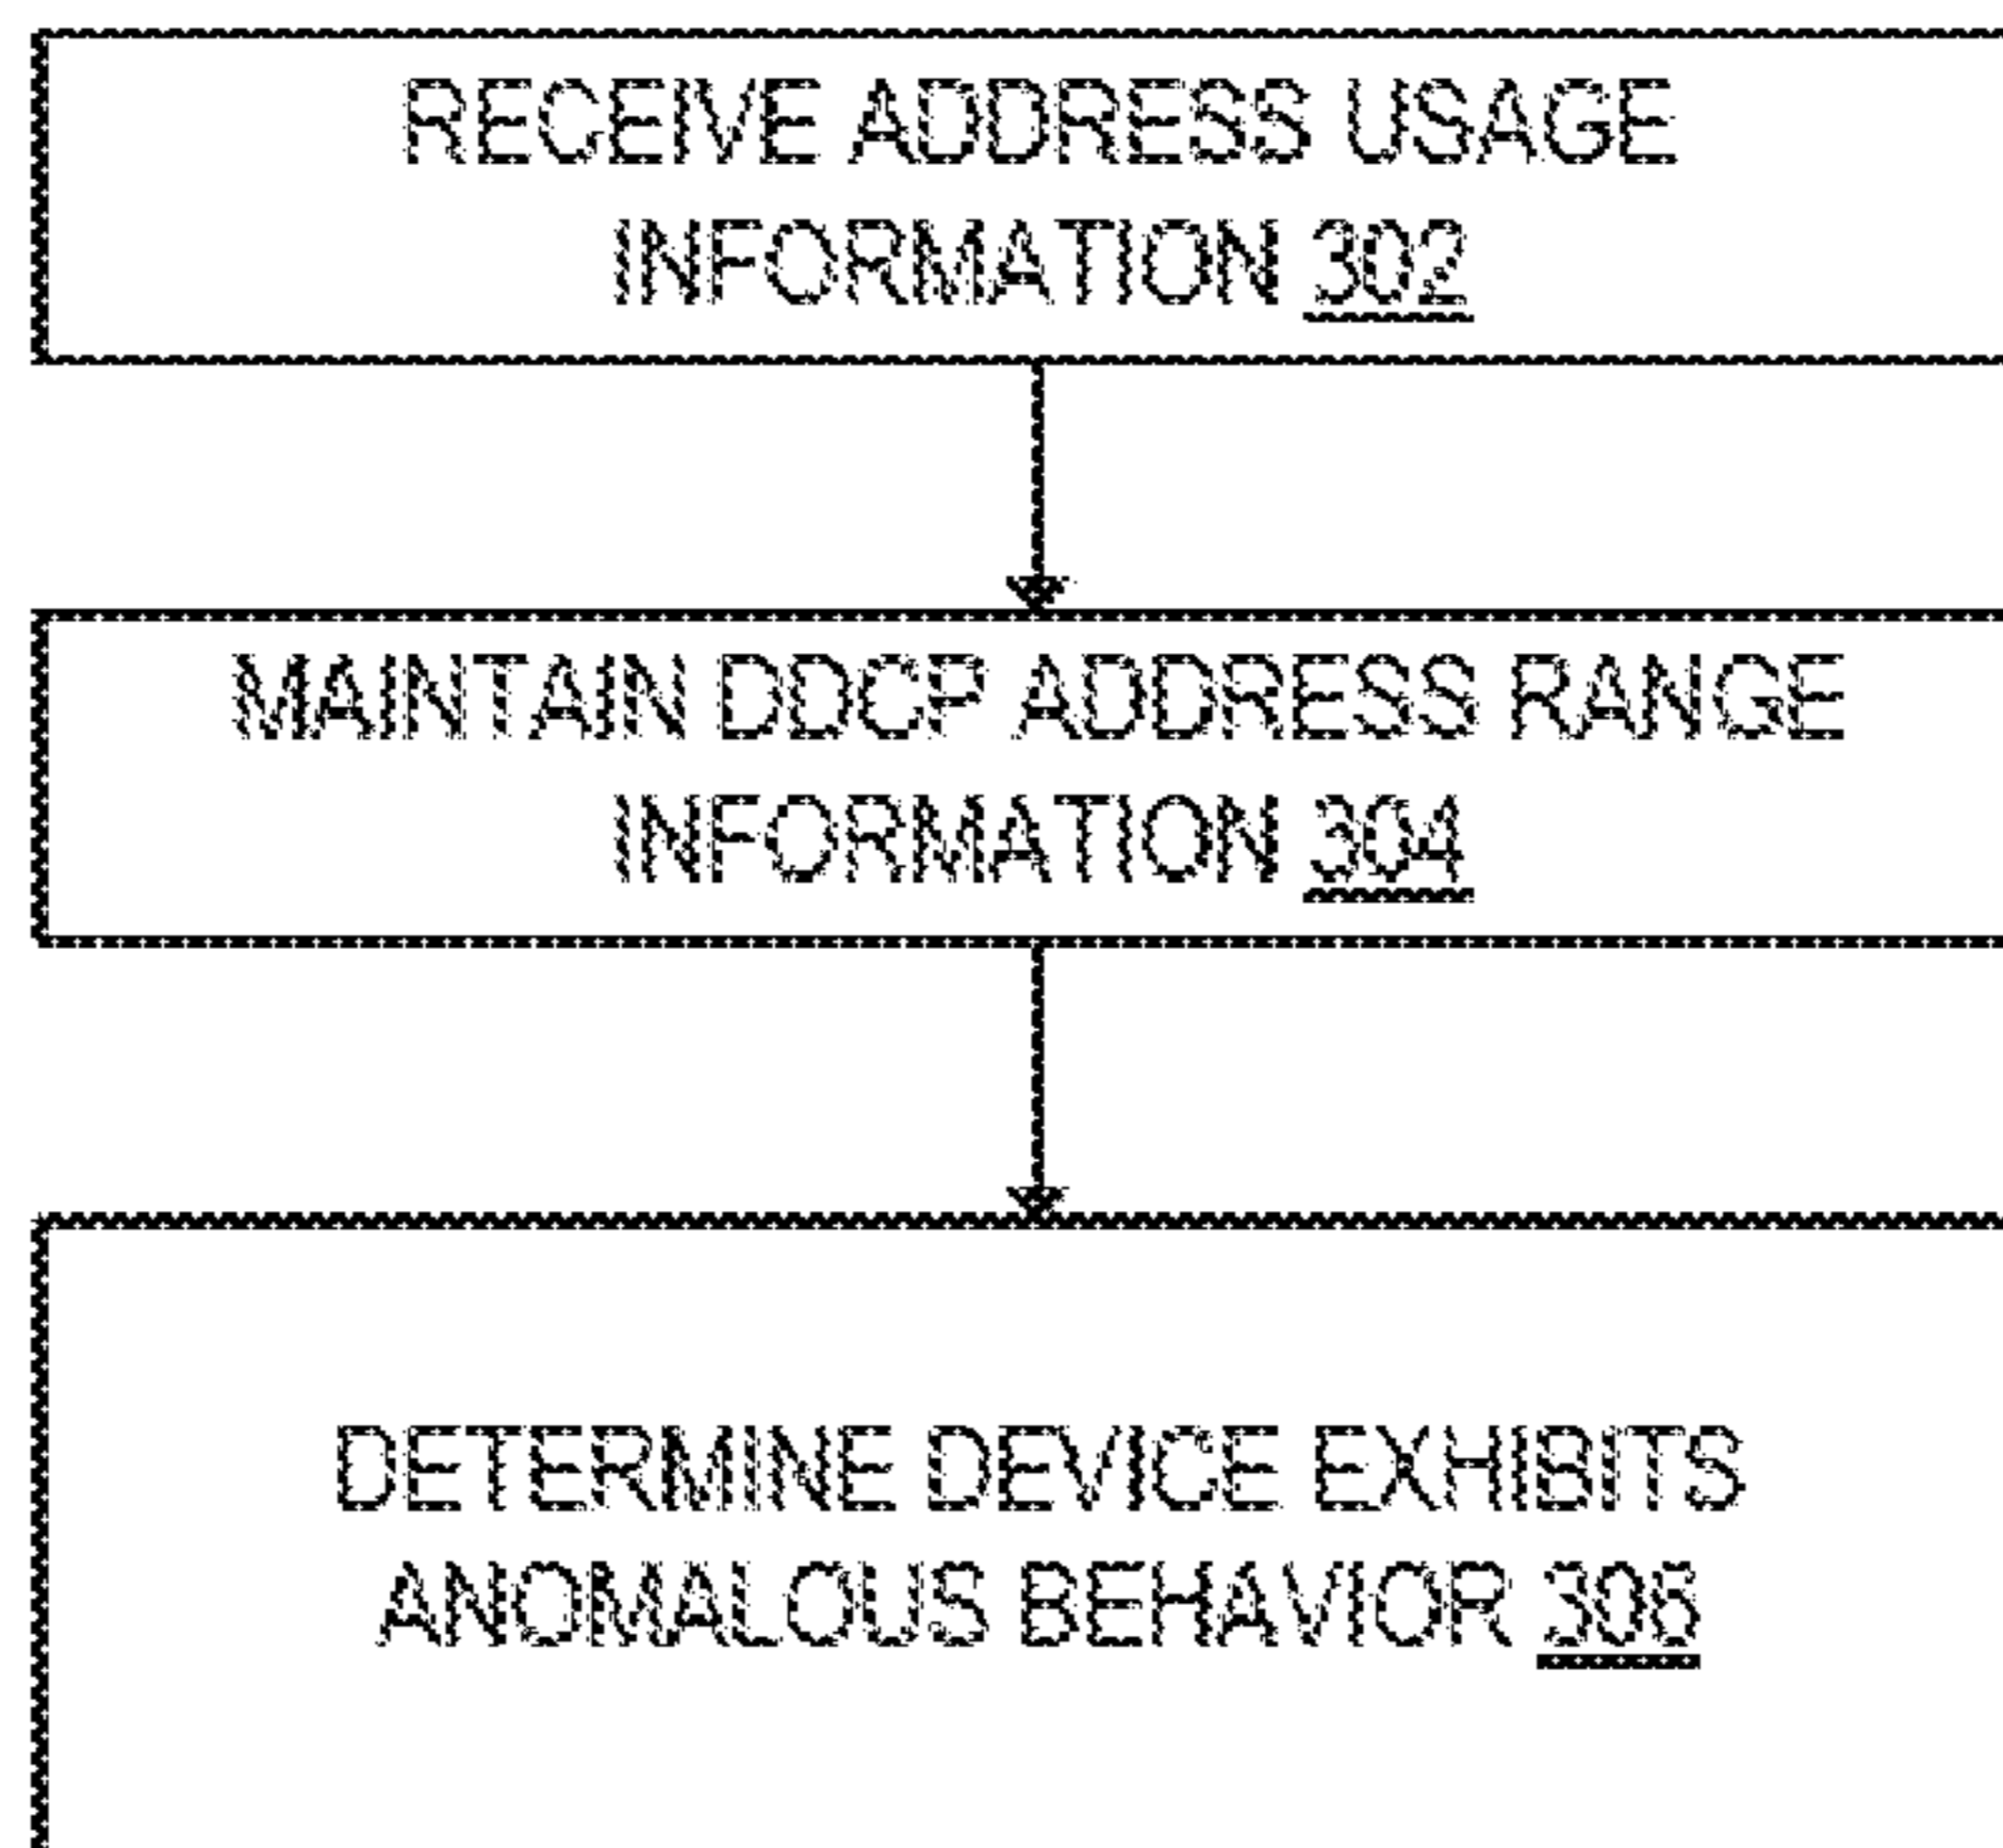 RECEIVE ADDRESS USAGE
INFORMATION 302
MAINTAIN DDCP ADDRESS RANGE
INFORMATION 304
DETERMINE DEVICE EXHIBITS
ANOMALOUS BEHAVIOR 306